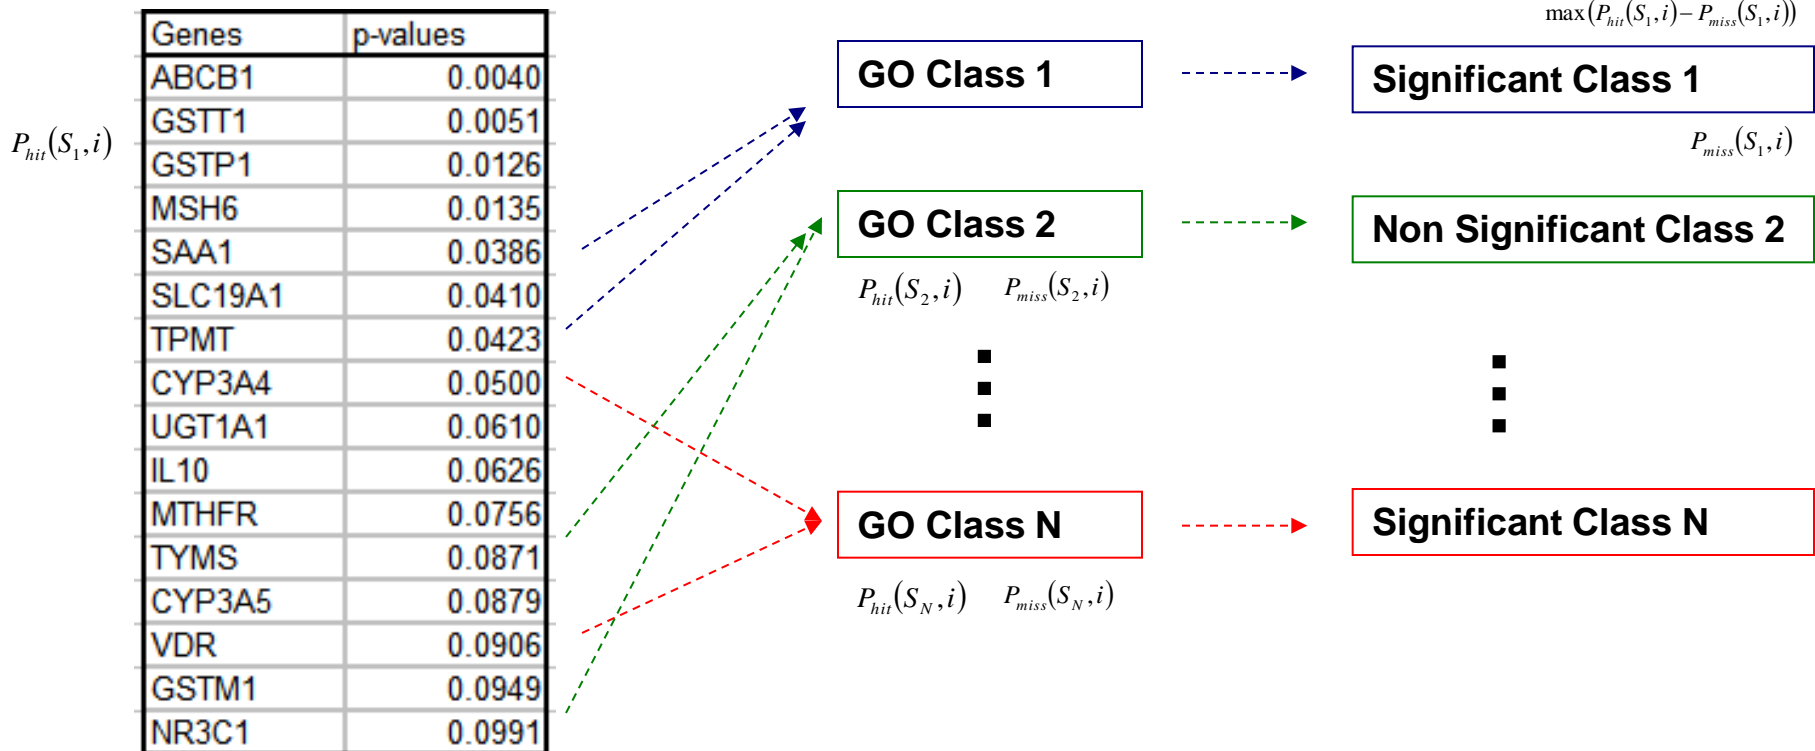 max(P_hit(S_1,i) – P_miss(S_1,i))
Genes p-values
ABCB1 0.0040
GSTT1 0.0051
GSTP1 0.0126
MSH6 0.0135
SAA1 0.0386
SLC19A1 0.0410
TPMT 0.0423
CYP3A4 0.0500
UGT1A1 0.0610
IL10 0.0626
MTHFR 0.0756
TYMS 0.0871
CYP3A5 0.0879
VDR 0.0906
GSTM1 0.0949
NR3C1 0.0991
P_hit(S_1,i)
GO Class 1
Significant Class 1
P_miss(S_1,i)
GO Class 2
Non Significant Class 2
P_hit(S_2,i) P_miss(S_2,i)
GO Class N
Significant Class N
P_hit(S_N,i) P_miss(S_N,i)